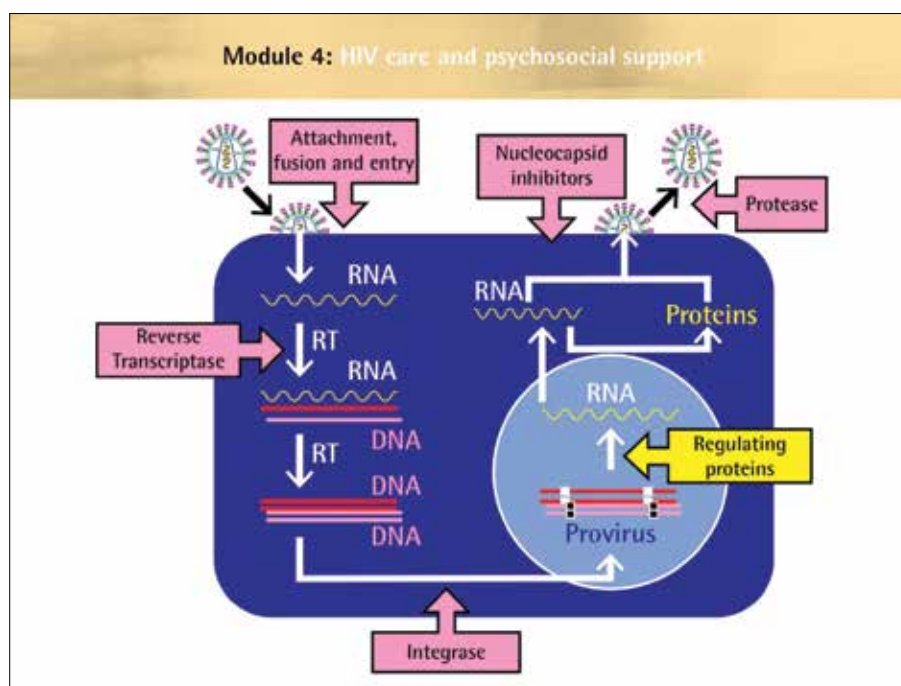 Module 4: HIV care and psychosocial support
Attachment,
fusion and entry
Nucleocapsid
inhibitors
Protease
RNA
RNA
Proteins
Reverse
Transcriptase
RT
RNA
DNA
RT
DNA
DNA
RNA
Regulating
proteins
Provirus
Integrase